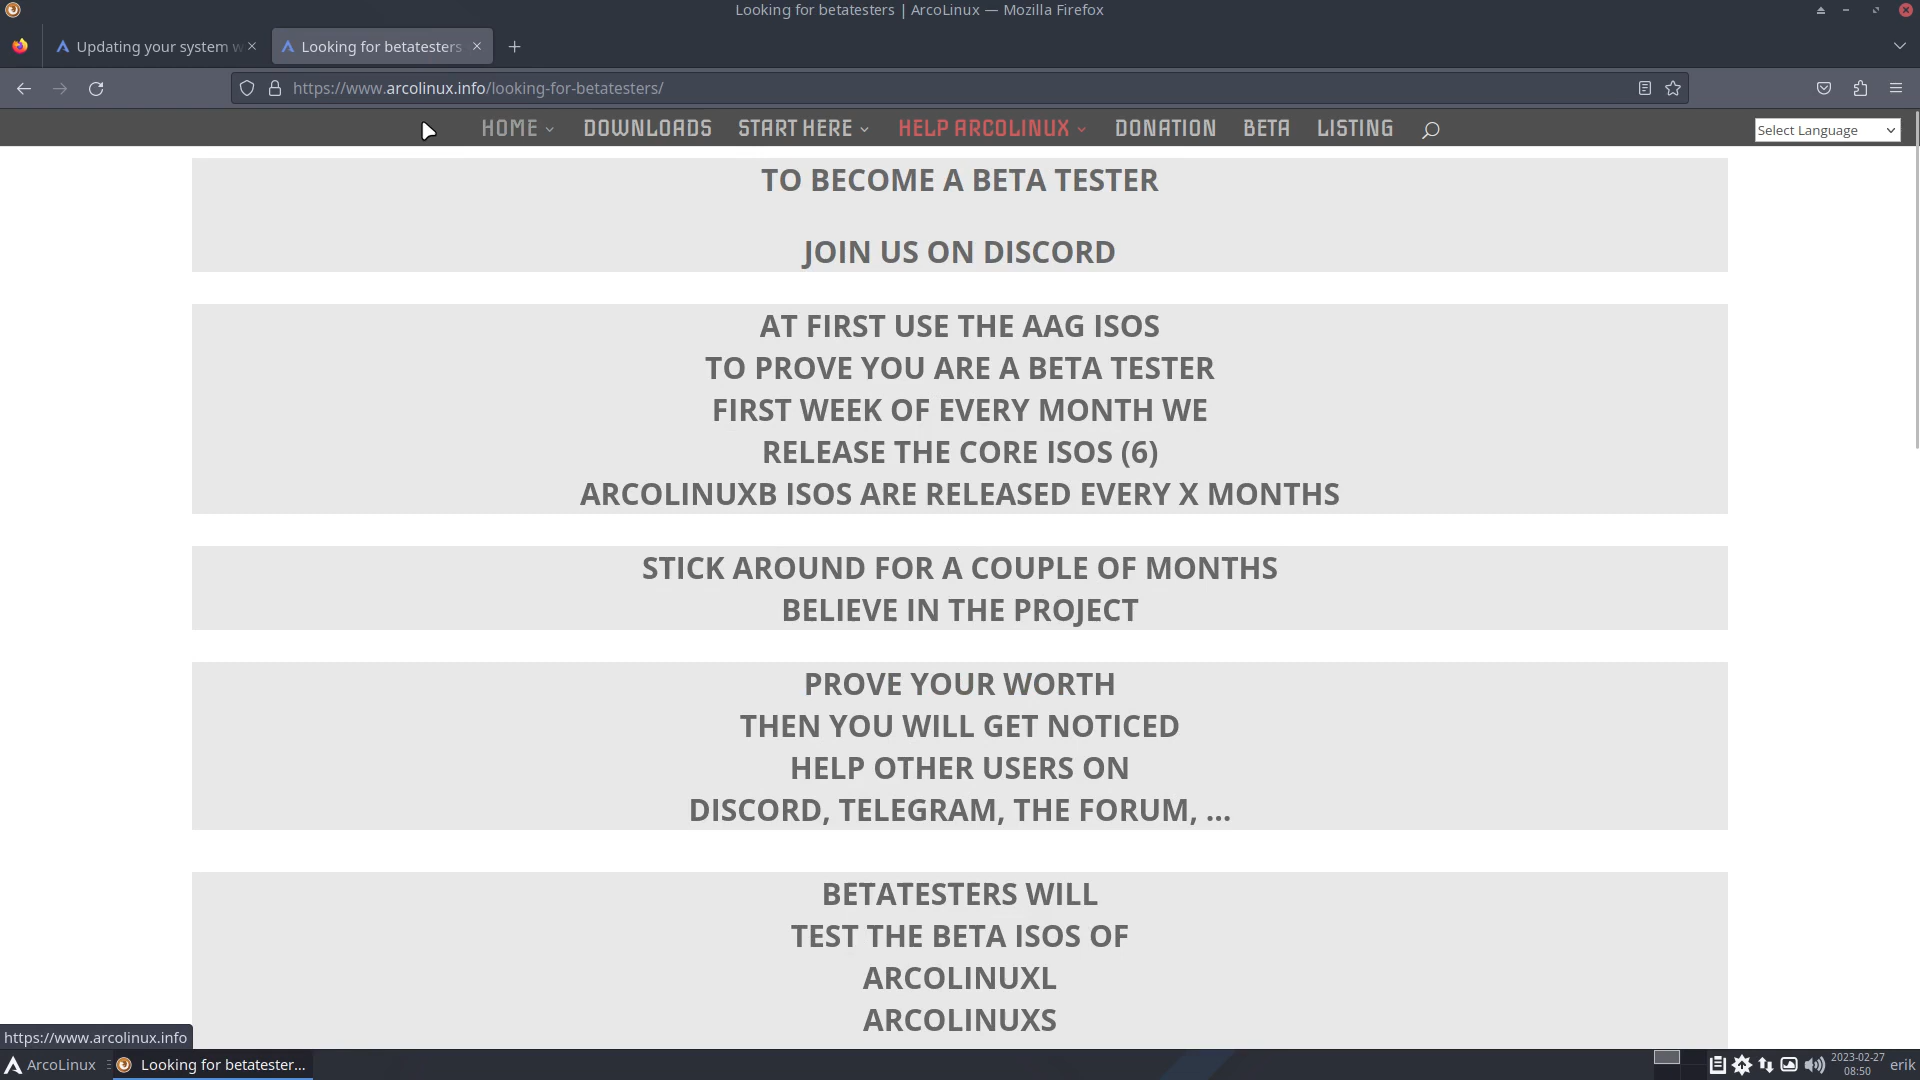 Looking for betatesters | ArcoLinux — Mozilla Firefox
Updating your system w
Looking for betatesters
https://www.arcolinux.info/looking-for-betatesters/
HOME DOWNLOADS START HERE HELP ARCOLINUX DONATION BETA LISTING
Select Language
TO BECOME A BETA TESTER
JOIN US ON DISCORD
AT FIRST USE THE AAG ISOS
TO PROVE YOU ARE A BETA TESTER
FIRST WEEK OF EVERY MONTH WE
RELEASE THE CORE ISOS (6)
ARCOLINUXB ISOS ARE RELEASED EVERY X MONTHS
STICK AROUND FOR A COUPLE OF MONTHS
BELIEVE IN THE PROJECT
PROVE YOUR WORTH
THEN YOU WILL GET NOTICED
HELP OTHER USERS ON
DISCORD, TELEGRAM, THE FORUM, ...
BETATESTERS WILL
TEST THE BETA ISOS OF
ARCOLINUXL
ARCOLINUXS
https://www.arcolinux.info
ArcoLinux
Looking for betatester...
2023-02-27
08:50
erik